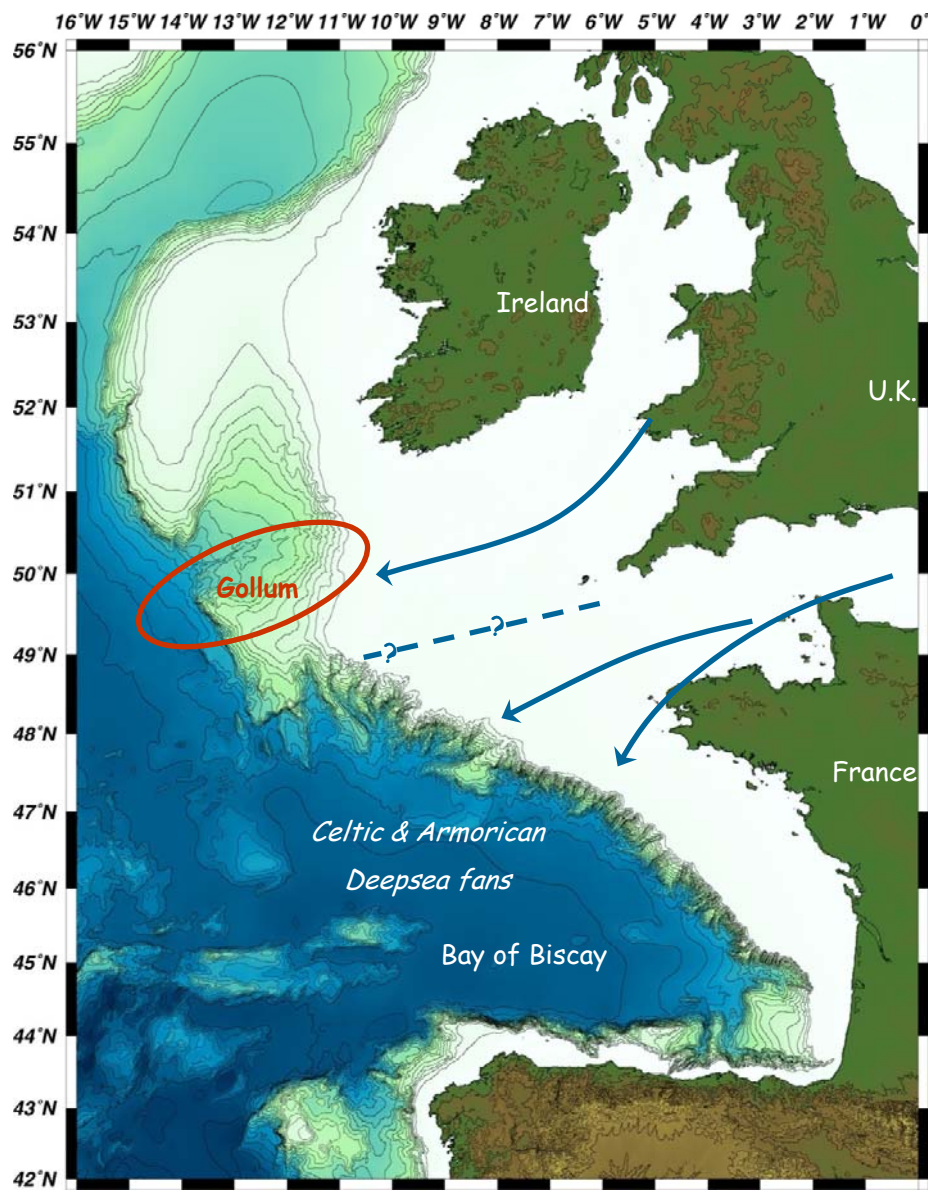 16˚W 15˚W 14˚W 13˚W 12˚W 11˚W 10˚W 9˚W 8˚W 7˚W 6˚W 5˚W 4˚W 3˚W 2˚W 1˚W 0˚
56˚N
55˚N
54˚N
Ireland
53˚N
U.K.
52˚N
51˚N
50˚N
Gollum
?
?
49˚N
48˚N
France
47˚N
Celtic & Armorican
46˚N
Deepsea fans
Bay of Biscay
45˚N
44˚N
43˚N
42˚N